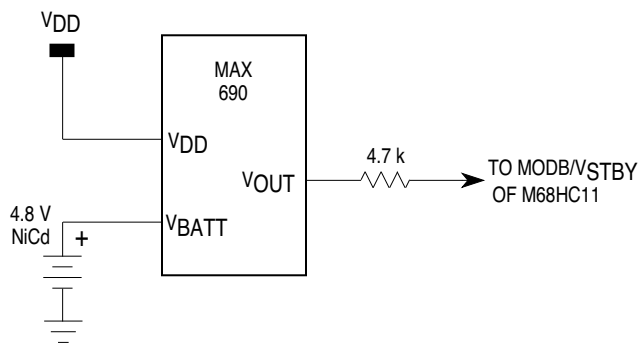 VDD
MAX
690
VDD
4.7 k
VOUT
TO MODB/VSTBY
OF M68HC11
4.8 V
NiCd
+
VBATT